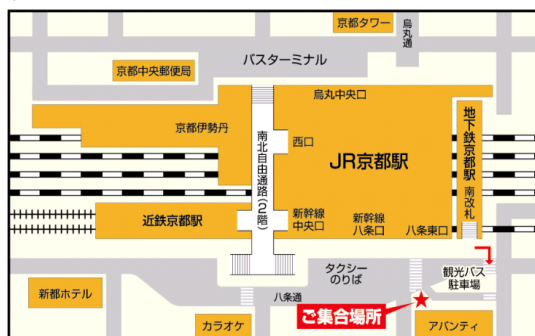 京都タワー
烏丸通
バスターミナル
京都中央郵便局
烏丸中央口
京都伊勢丹
南北自由通路(2階)
西口
JR京都駅
地下鉄京都駅
南改札
近鉄京都駅
新幹線
中央口
新幹線
八条口
八条東口
タクシー
のりば
観光バス
駐車場
新都ホテル
八条通
ご集合場所
カラオケ
アバンティ